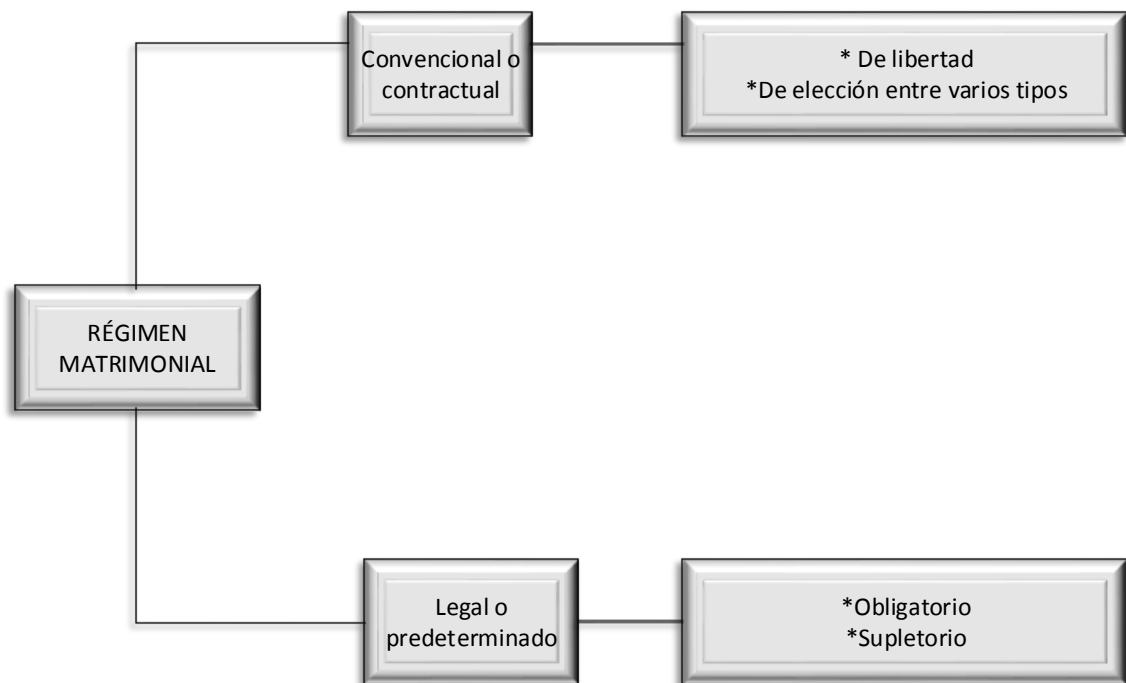 Convencional o
contractual
* De libertad
*De elección entre varios tipos
RÉGIMEN
MATRIMONIAL
Legal o
predeterminado
*Obligatorio
*Supletorio